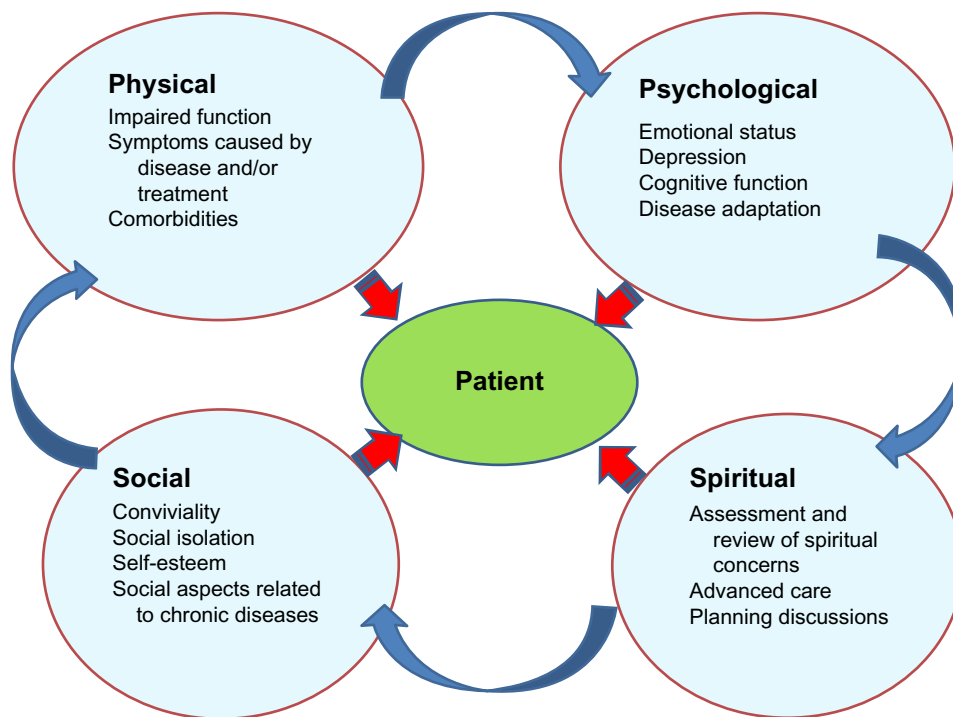 Physical
Impaired function
Symptoms caused by
disease and/or
treatment
Comorbidities
Psychological
Emotional status
Depression
Cognitive function
Disease adaptation
Patient
Social
Conviviality
Social isolation
Self-esteem
Social aspects related
to chronic diseases
Spiritual
Assessment and
review of spiritual
concerns
Advanced care
Planning discussions